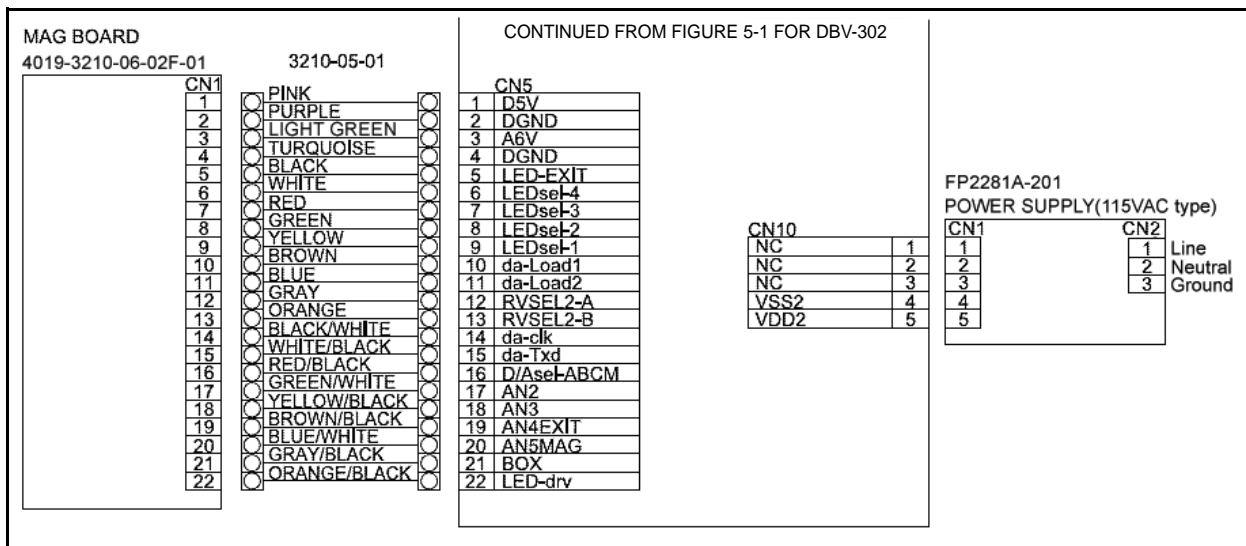 CONTINUED FROM FIGURE 5-1 FOR DBV-302
MAG BOARD
4019-3210-06-02F-01
3210-05-01
CN1
1
2
3
4
5
6
7
8
9
10
11
12
13
14
15
16
17
18
19
20
21
22
PINK
PURPLE
LIGHT GREEN
TURQUOISE
BLACK
WHITE
RED
GREEN
YELLOW
BROWN
BLUE
GRAY
ORANGE
BLACK/WHITE
WHITE/BLACK
RED/BLACK
GREEN/WHITE
YELLOW/BLACK
BROWN/BLACK
BLUE/WHITE
GRAY/BLACK
ORANGE/BLACK
CN5
1 D5V
2 DGND
3 A6V
4 DGND
5 LED-EXIT
6 LEDsel-4
7 LEDsel-3
8 LEDsel-2
9 LEDsel-1
10 da-Load1
11 da-Load2
12 RVSEL2-A
13 RVSEL2-B
14 da-clk
15 da-Txd
16 D/Asel-ABCM
17 AN2
18 AN3
19 AN4EXIT
20 AN5MAG
21 BOX
22 LED-drv
CN10
NC 1
NC 2
NC 3
VSS2 4
VDD2 5
FP2281A-201
POWER SUPPLY(115VAC type)
CN1
1
2
3
4
5
CN2
1 Line
2 Neutral
3 Ground